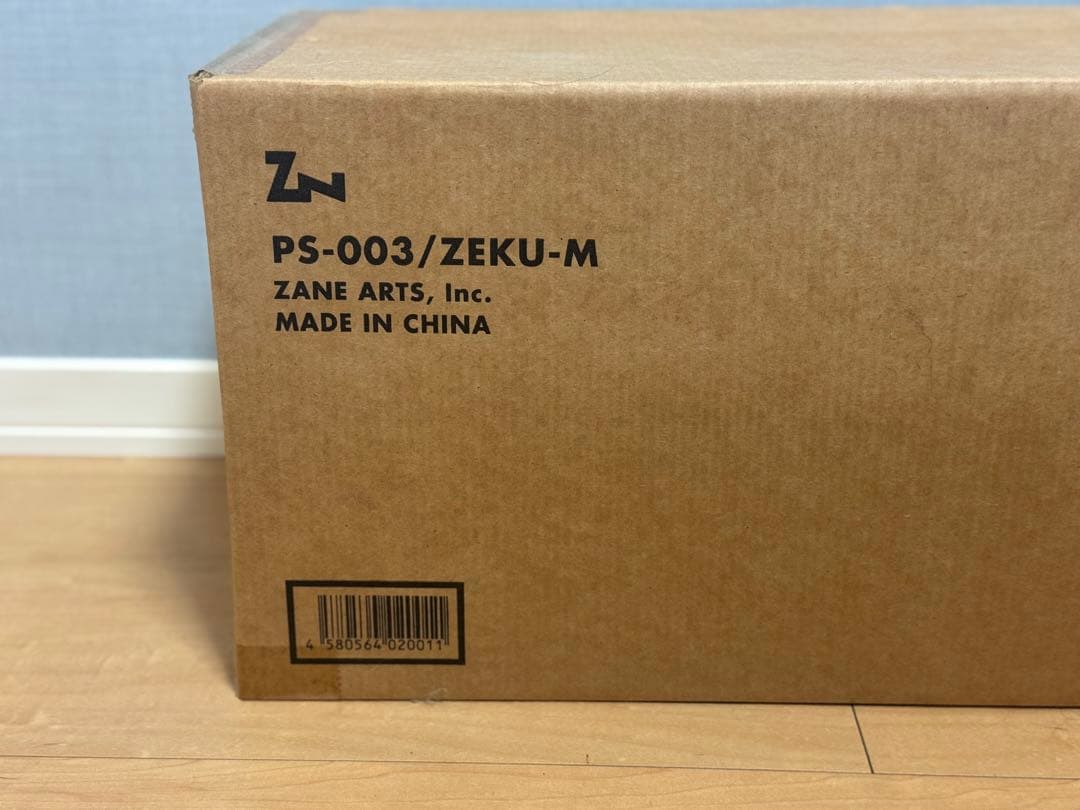 ZN
PS-003/ZEKU-M
ZANE ARTS, Inc.
MADE IN CHINA
4 580564 020011